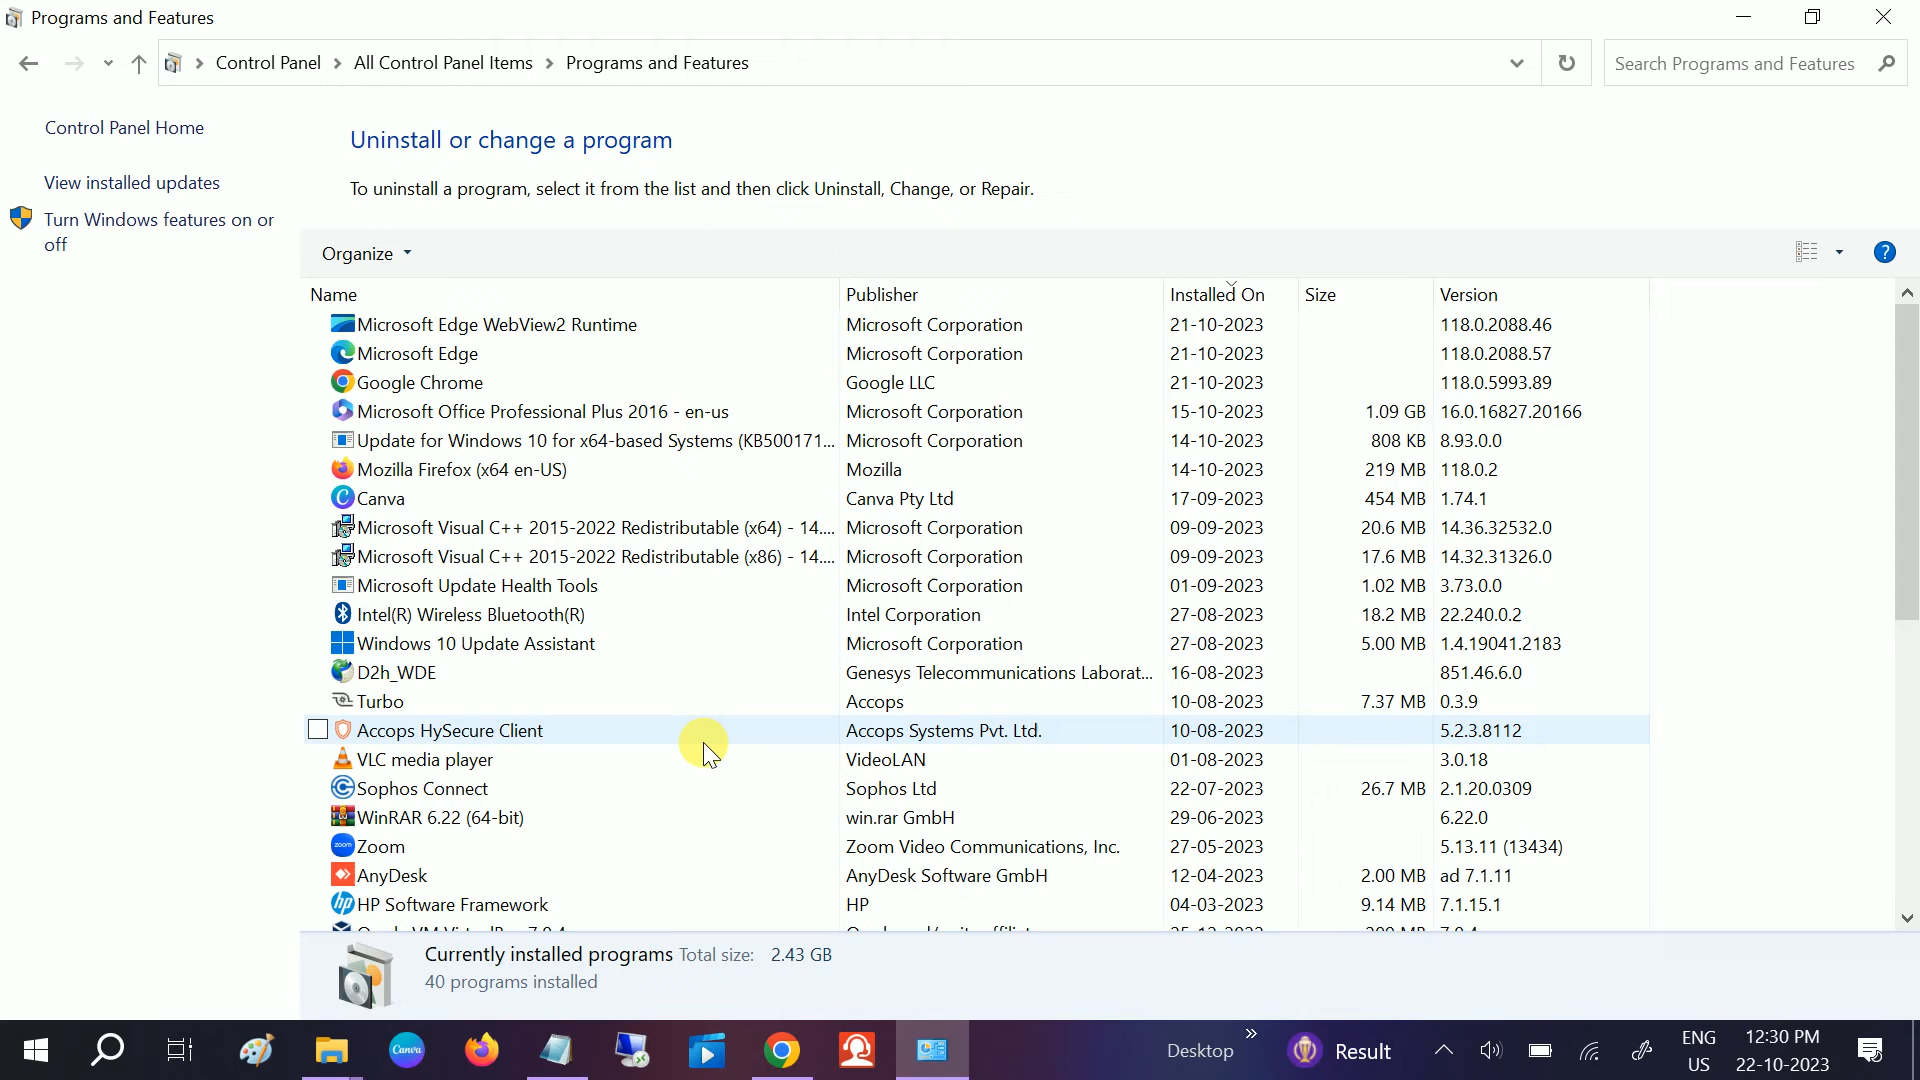 Programs and Features
Control Panel > All Control Panel Items > Programs and Features
Search Programs and Features
Control Panel Home
View installed updates
Turn Windows features on or
off
Uninstall or change a program
To uninstall a program, select it from the list and then click Uninstall, Change, or Repair.
Organize
Name Publisher Installed On Size Version
Microsoft Edge WebView2 Runtime Microsoft Corporation 21-10-2023 118.0.2088.46
Microsoft Edge Microsoft Corporation 21-10-2023 118.0.2088.57
Google Chrome Google LLC 21-10-2023 118.0.5993.89
Microsoft Office Professional Plus 2016 - en-us Microsoft Corporation 15-10-2023 1.09 GB 16.0.16827.20166
Update for Windows 10 for x64-based Systems (KB500171... Microsoft Corporation 14-10-2023 808 KB 8.93.0.0
Mozilla Firefox (x64 en-US) Mozilla 14-10-2023 219 MB 118.0.2
Canva Canva Pty Ltd 17-09-2023 454 MB 1.74.1
Microsoft Visual C++ 2015-2022 Redistributable (x64) - 14.... Microsoft Corporation 09-09-2023 20.6 MB 14.36.32532.0
Microsoft Visual C++ 2015-2022 Redistributable (x86) - 14.... Microsoft Corporation 09-09-2023 17.6 MB 14.32.31326.0
Microsoft Update Health Tools Microsoft Corporation 01-09-2023 1.02 MB 3.73.0.0
Intel(R) Wireless Bluetooth(R) Intel Corporation 27-08-2023 18.2 MB 22.240.0.2
Windows 10 Update Assistant Microsoft Corporation 27-08-2023 5.00 MB 1.4.19041.2183
D2h_WDE Genesys Telecommunications Laborat... 16-08-2023 851.46.6.0
Turbo Accops 10-08-2023 7.37 MB 0.3.9
Accops HySecure Client Accops Systems Pvt. Ltd. 10-08-2023 5.2.3.8112
VLC media player VideoLAN 01-08-2023 3.0.18
Sophos Connect Sophos Ltd 22-07-2023 26.7 MB 2.1.20.0309
WinRAR 6.22 (64-bit) win.rar GmbH 29-06-2023 6.22.0
Zoom Zoom Video Communications, Inc. 27-05-2023 5.13.11 (13434)
AnyDesk AnyDesk Software GmbH 12-04-2023 2.00 MB ad 7.1.11
HP Software Framework HP 04-03-2023 9.14 MB 7.1.15.1
Currently installed programs Total size: 2.43 GB
40 programs installed
Canva
Desktop
Result
ENG
US
12:30 PM
22-10-2023